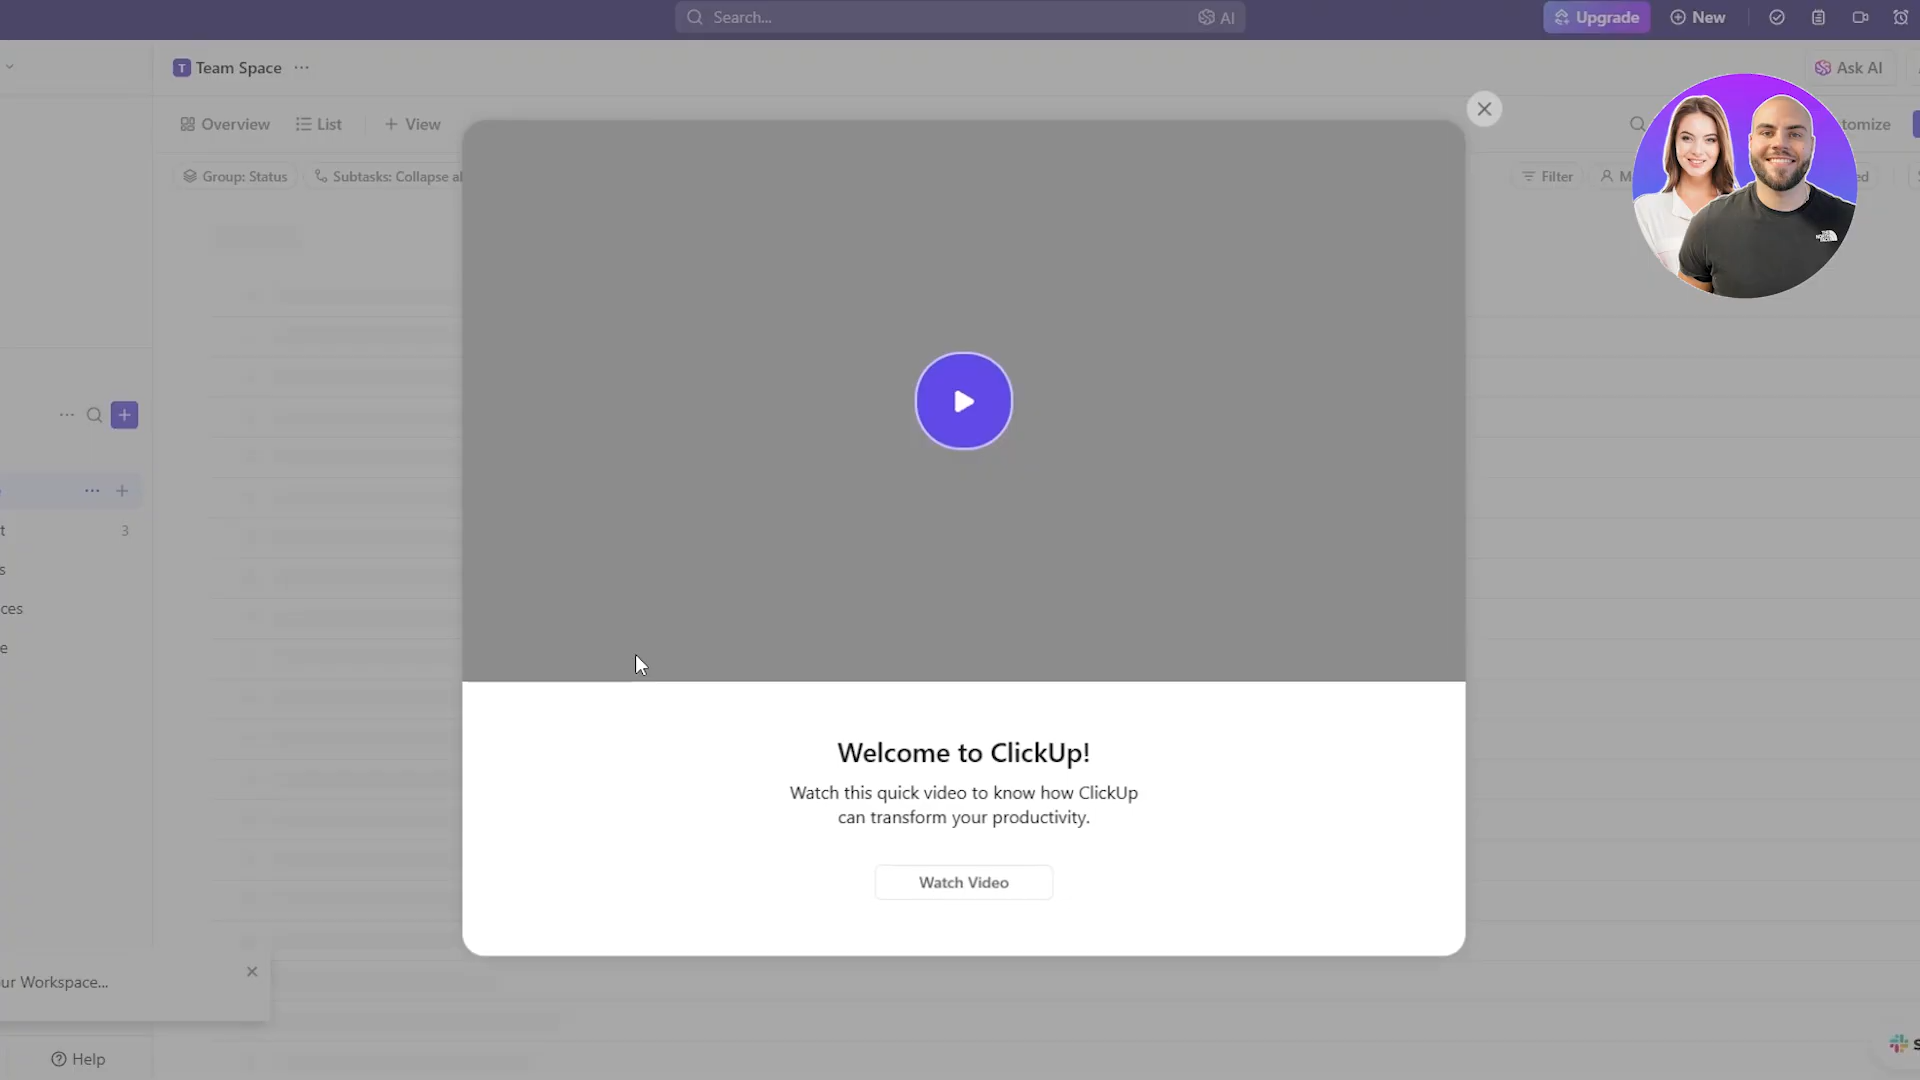 Search...
AI
Upgrade
New
T Team Space
Ask AI
Overview
List
View
tomize
Group: Status
Subtasks: Collapse al
Filter
M
ed
3
ces
Welcome to ClickUp!
Watch this quick video to know how ClickUp
can transform your productivity.
Watch Video
ur Workspace...
Help